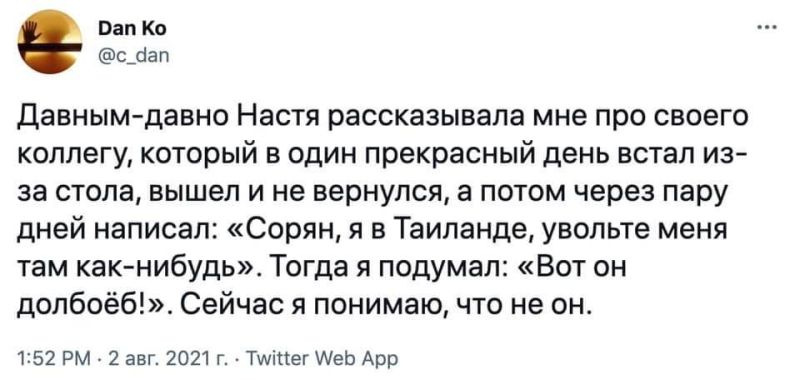 Dan Ko
@c_dan
Давным-давно Настя рассказывала мне про своего
коллегу, который в один прекрасный день встал из-
за стола, вышел и не вернулся, а потом через пару
дней написал: «Сорян, я в Таиланде, увольте меня
там как-нибудь». Тогда я подумал: «Вот он
долбоёб!». Сейчас я понимаю, что не он.
1:52 PM · 2 авг. 2021 г. · Twitter Web App